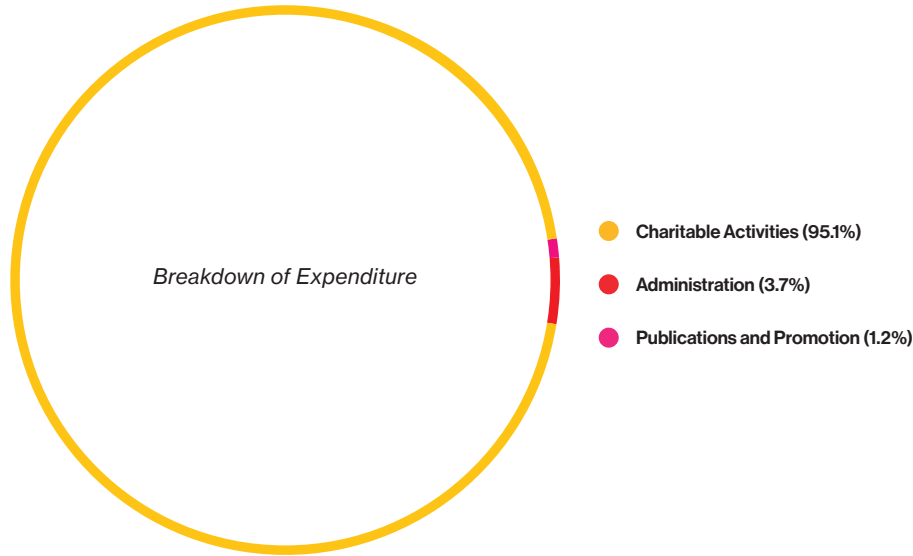 Breakdown of Expenditure
Charitable Activities (95.1%)
Administration (3.7%)
Publications and Promotion (1.2%)